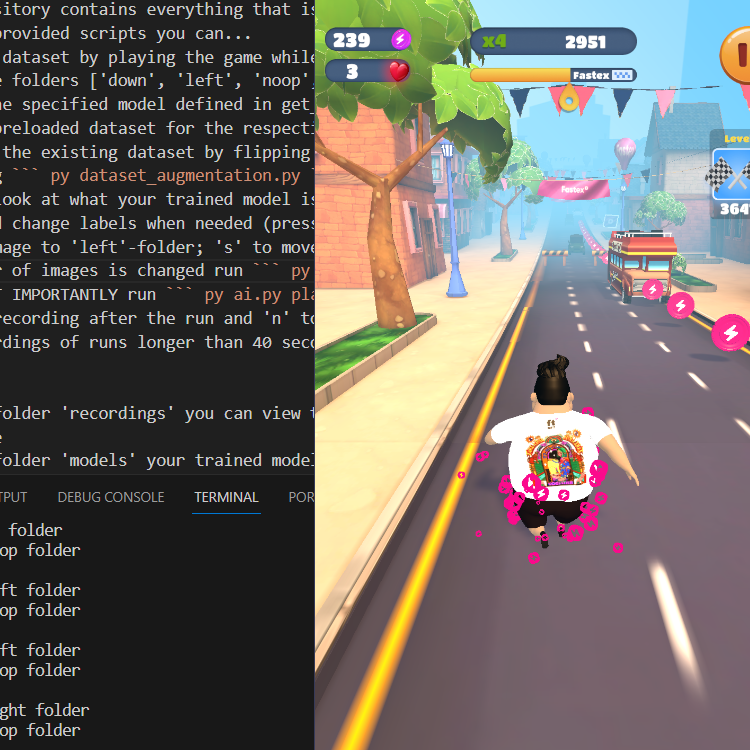 sitory contains everything that is
provided scripts you can...
dataset by playing the game while
e folders ['down', 'left', 'noop',
he specified model defined in get_
preloaded dataset for the respecti
the existing dataset by flipping
g ``` py dataset_augmentation.py
look at what your trained model is
d change labels when needed (press
mage to 'left'-folder; 's' to move
r of images is changed run ``` py
T IMPORTANTLY run ``` py ai.py pla
recording after the run and 'n' to
rdings of runs longer than 40 seco
folder 'recordings' you can view t
e
folder 'models' your trained model
TPUT DEBUG CONSOLE TERMINAL POR
folder
op folder
ft folder
op folder
ft folder
op folder
ght folder
op folder
239
x4 2951
3
Fastex
Leve
364
Fastex